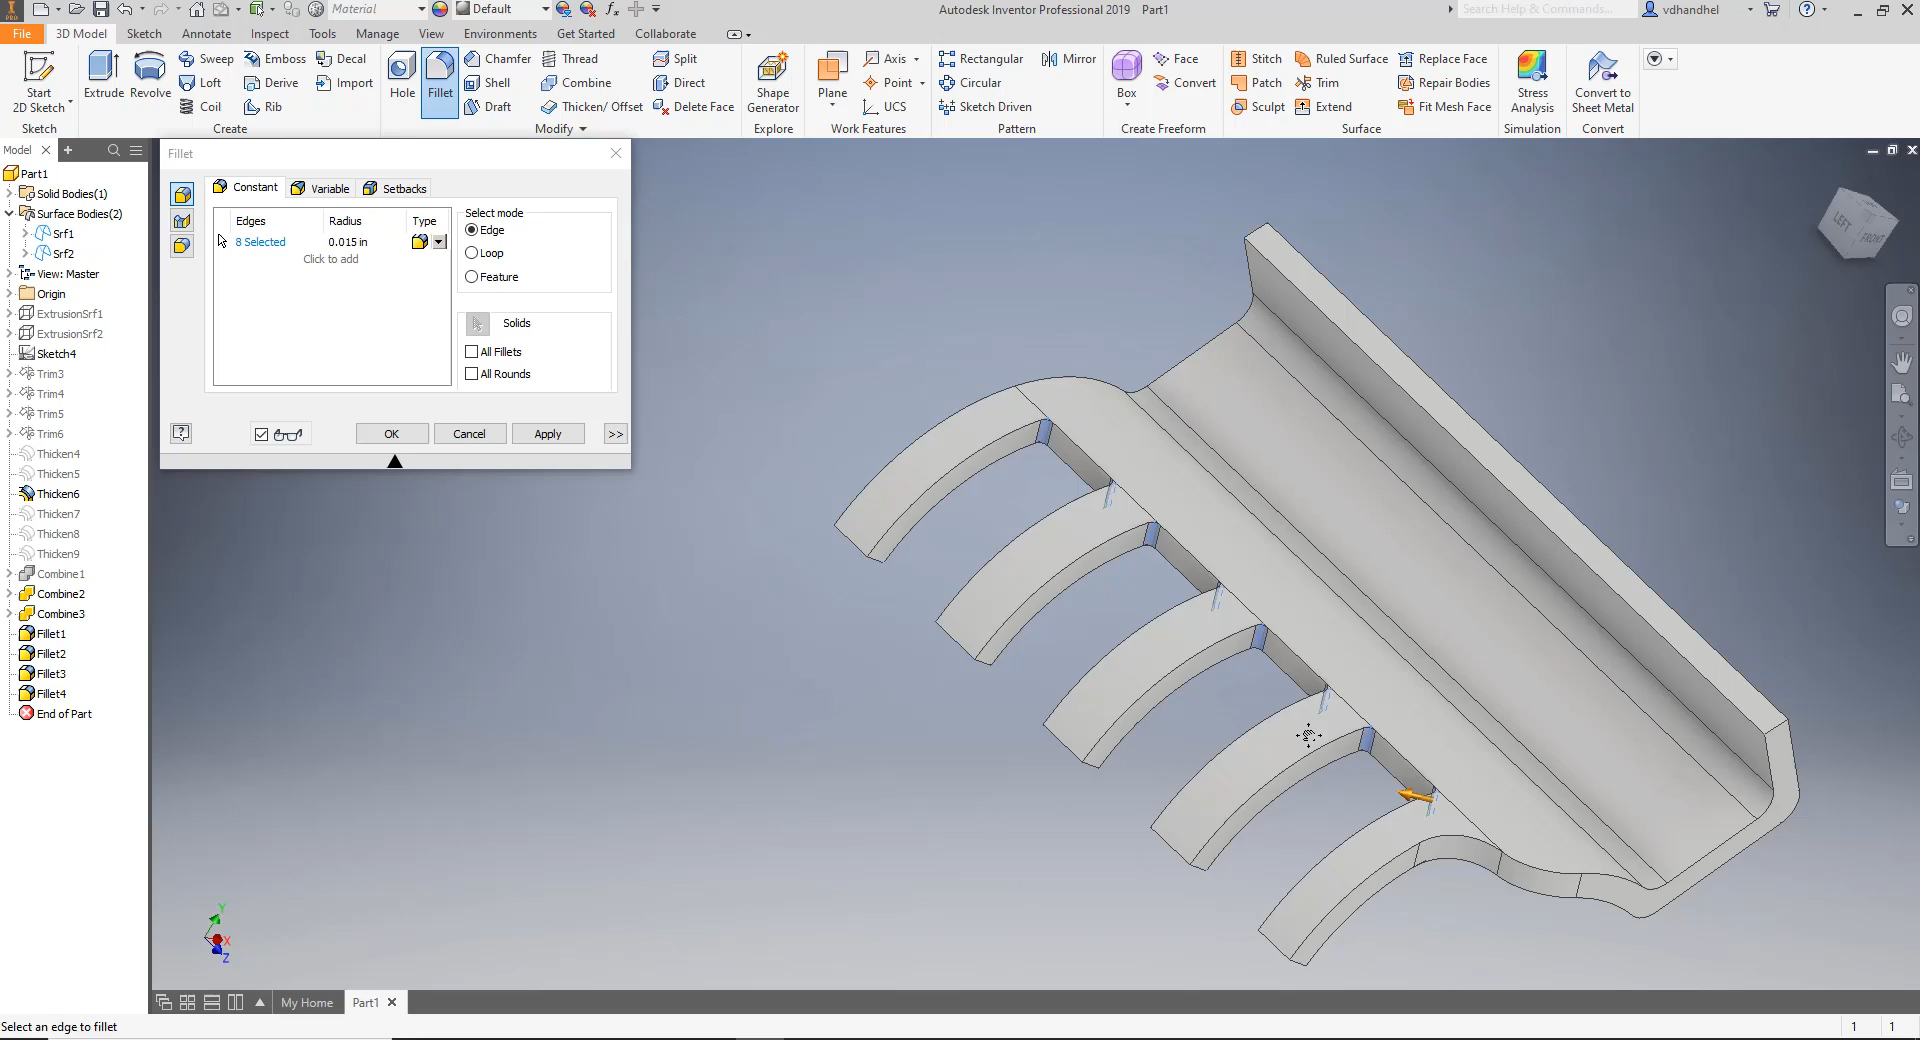 Material
Default
Autodesk Inventor Professional 2019 Part1
Search Help & Commands...
vdhandhel
File
3D Model
Sketch
Annotate
Inspect
Tools
Manage
View
Environments
Get Started
Collaborate
Start
2D Sketch
Sketch
Extrude
Revolve
Sweep
Emboss
Decal
Loft
Derive
Import
Coil
Rib
Create
Hole
Fillet
Chamfer
Thread
Split
Shell
Combine
Direct
Draft
Thicken/ Offset
Delete Face
Modify
Shape
Generator
Explore
Plane
Axis
Point
UCS
Work Features
Rectangular
Mirror
Circular
Sketch Driven
Pattern
Box
Face
Convert
Create Freeform
Stitch
Ruled Surface
Replace Face
Patch
Trim
Repair Bodies
Sculpt
Extend
Fit Mesh Face
Surface
Stress
Analysis
Simulation
Convert to
Sheet Metal
Convert
Model
Part1
Solid Bodies(1)
Surface Bodies(2)
Srf1
Srf2
View: Master
Origin
ExtrusionSrf1
ExtrusionSrf2
Sketch4
Trim3
Trim4
Trim5
Trim6
Thicken4
Thicken5
Thicken6
Thicken7
Thicken8
Thicken9
Combine1
Combine2
Combine3
Fillet1
Fillet2
Fillet3
Fillet4
End of Part
Fillet
Constant
Variable
Setbacks
Edges
Radius
Type
8 Selected
0.015 in
Click to add
Select mode
Edge
Loop
Feature
Solids
All Fillets
All Rounds
OK
Cancel
Apply
>>
LEFT
FRONT
Y
X
Z
My Home
Part1
Select an edge to fillet
1
1